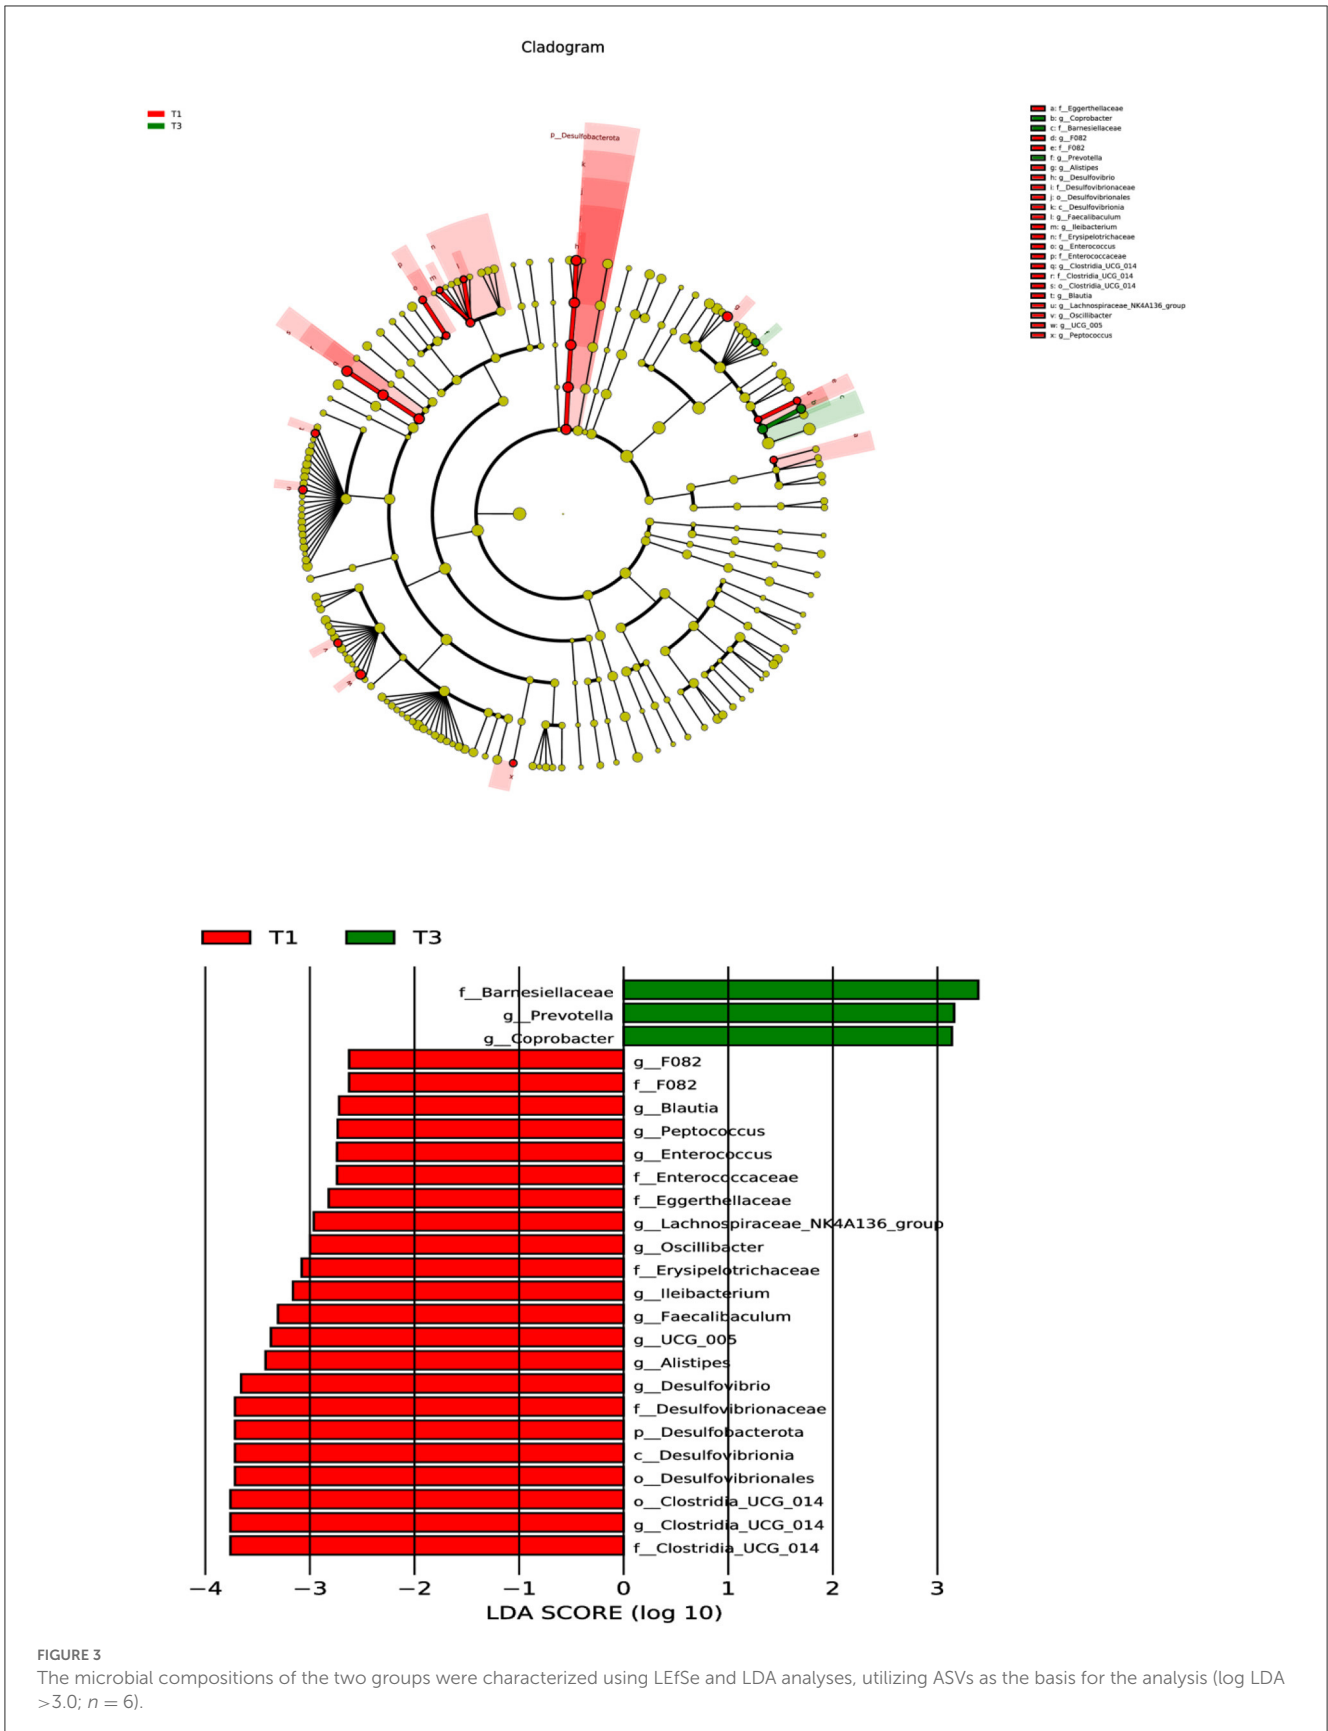 Cladogram
T1
T3
a: f__Eggerthellaceae
b: g__Coprobacter
c: f__Barnesiellaceae
d: g__F082
e: f__F082
f: g__Prevotella
g: g__Alistipes
h: g__Desulfovibrio
i: f__Desulfovibrionaceae
j: o__Desulfovibrionales
k: c__Desulfovibrionia
l: g__Faecalibaculum
m: g__Ileibacterium
n: f__Erysipelotrichaceae
o: g__Enterococcus
p: f__Enterococcaceae
q: g__Clostridia_UCG_014
r: f__Clostridia_UCG_014
s: o__Clostridia_UCG_014
t: g__Blautia
u: g__Lachnospiraceae_NK4A136_group
v: g__Oscillibacter
w: g__UCG_005
x: g__Peptococcus
p__Desulfobacterota
k
h
n
m
p
x
T1 T3
f__Barnesiellaceae
g__Prevotella
g__Coprobacter
g__F082
f__F082
g__Blautia
g__Peptococcus
g__Enterococcus
f__Enterococcaceae
f__Eggerthellaceae
g__Lachnospiraceae_NK4A136_group
g__Oscillibacter
f__Erysipelotrichaceae
g__Ileibacterium
g__Faecalibaculum
g__UCG_005
g__Alistipes
g__Desulfovibrio
f__Desulfovibrionaceae
p__Desulfobacterota
c__Desulfovibrionia
o__Desulfovibrionales
o__Clostridia_UCG_014
g__Clostridia_UCG_014
f__Clostridia_UCG_014
−4 −3 −2 −1 0 1 2 3
LDA SCORE (log 10)
FIGURE 3
The microbial compositions of the two groups were characterized using LEfSe and LDA analyses, utilizing ASVs as the basis for the analysis (log LDA
>3.0; n = 6).